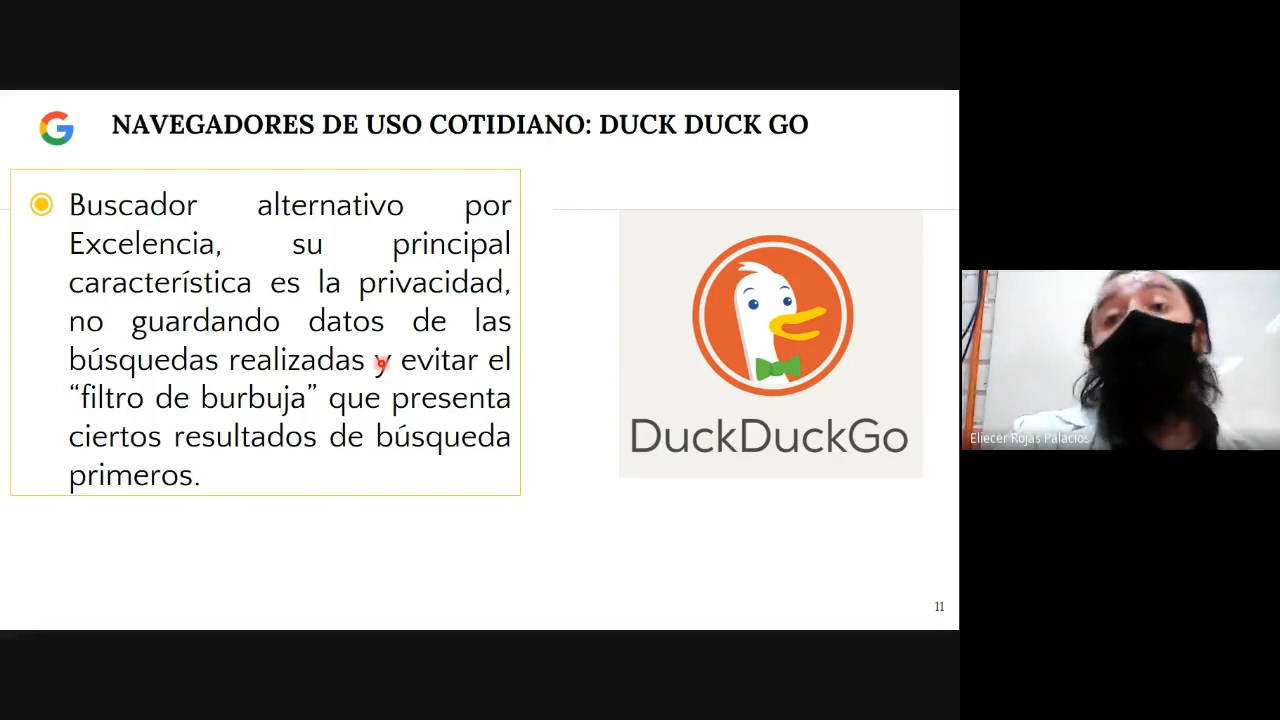 NAVEGADORES DE USO COTIDIANO: DUCK DUCK GO
Buscador alternativo por
Excelencia, su principal
característica es la privacidad,
no guardando datos de las
búsquedas realizadas y evitar el
“filtro de burbuja” que presenta
ciertos resultados de búsqueda
primeros.
DuckDuckGo
Eliecer Rojas Palacios
11